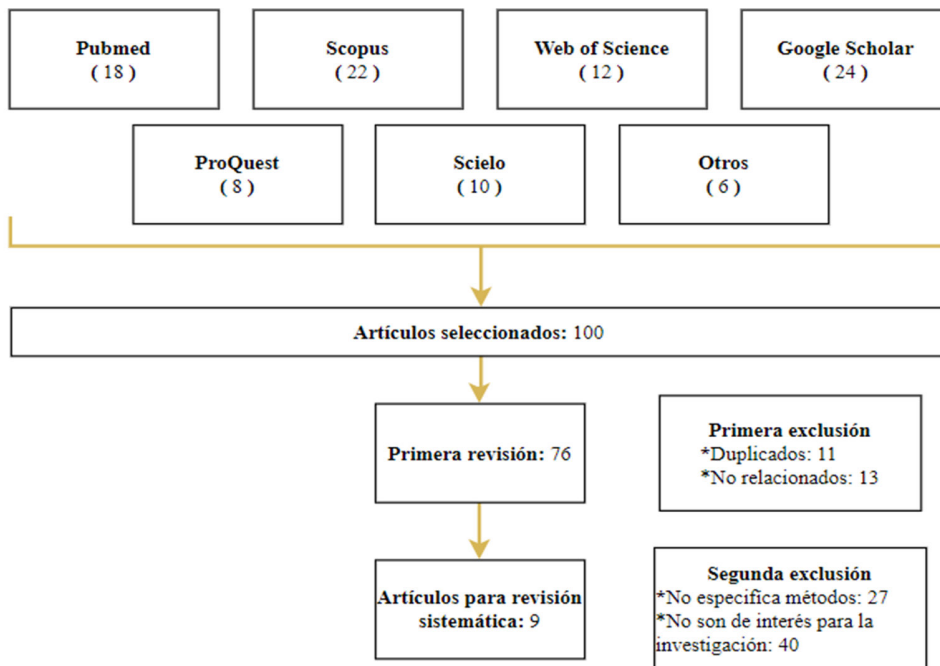 Pubmed
( 18 )
Scopus
( 22 )
Web of Science
( 12 )
Google Scholar
( 24 )
ProQuest
( 8 )
Scielo
( 10 )
Otros
( 6 )
Artículos seleccionados: 100
Primera revisión: 76
Primera exclusión
*Duplicados: 11
*No relacionados: 13
Artículos para revisión
sistemática: 9
Segunda exclusión
*No especifica métodos: 27
*No son de interés para la
investigación: 40